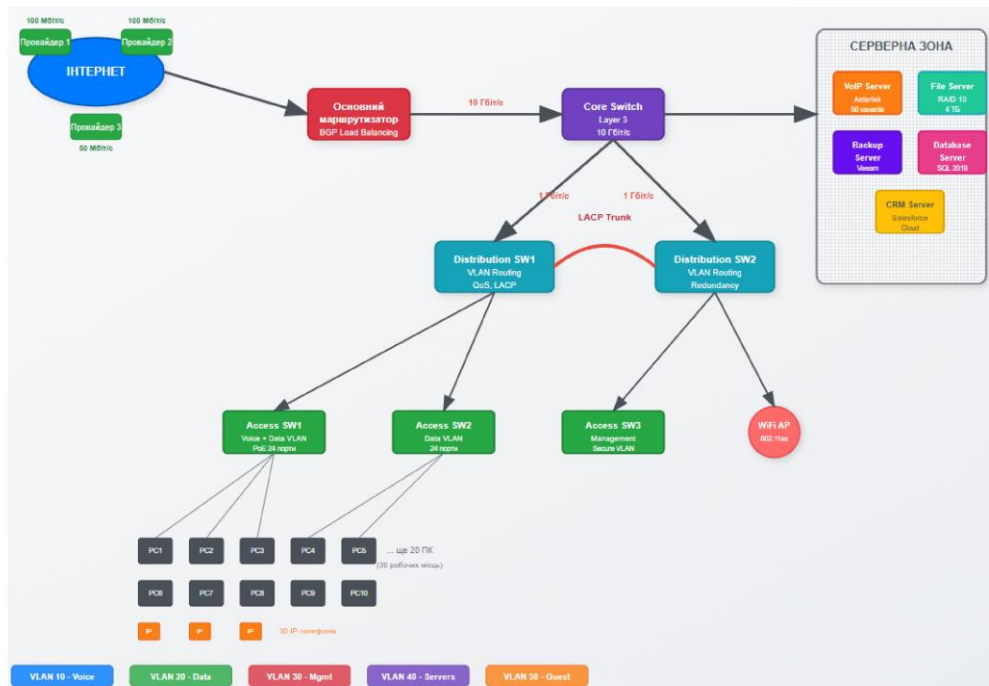 100 Мбіт/с
100 Мбіт/с
Провайдер 1
Провайдер 2
ІНТЕРНЕТ
Провайдер 3
50 Мбіт/с
Основний
маршрутизатор
BGP Load Balancing
10 Гбіт/с
Core Switch
Layer 3
10 Гбіт/с
СЕРВЕРНА ЗОНА
VoIP Server
Asterisk
50 каналів
File Server
RAID 10
4 ТБ
Backup
Server
Veeam
Database
Server
SQL 2019
CRM Server
Salesforce
Cloud
1 Гбіт/с
1 Гбіт/с
LACP Trunk
Distribution SW1
VLAN Routing
QoS, LACP
Distribution SW2
VLAN Routing
Redundancy
Access SW1
Voice + Data VLAN
PoE 24 порти
Access SW2
Data VLAN
24 порти
Access SW3
Management
Secure VLAN
WiFi AP
PC1
PC2
PC3
PC4
PC5
... ще 20 ПК
(30 робочих місць)
PC6
PC7
PC8
PC9
PC10
IP
IP
IP
30 IP-телефонів
VLAN 10 - Voice
VLAN 20 - Data
VLAN 30 - Mgmt
VLAN 40 - Servers
VLAN 50 - Guest